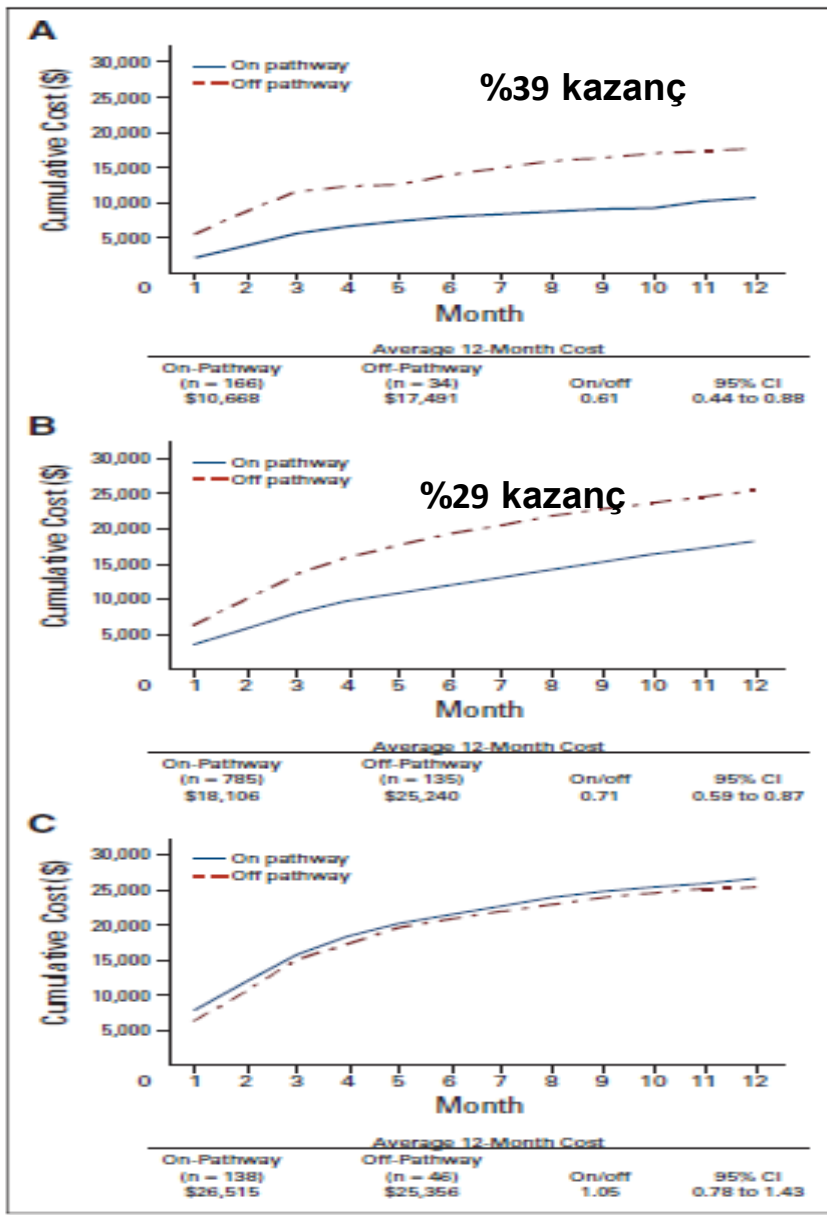 A
Cumulative Cost ($)
30,000
25,000
20,000
15,000
10,000
5,000
0
On pathway
Off pathway
%39 kazanç
1 2 3 4 5 6 7 8 9 10 11 12
Month
Average 12-Month Cost
On-Pathway Off-Pathway
(n = 166) (n = 34) On/off 95% CI
$10,668 $17,491 0.61 0.44 to 0.88
B
Cumulative Cost ($)
30,000
25,000
20,000
15,000
10,000
5,000
0
On pathway
Off pathway
%29 kazanç
1 2 3 4 5 6 7 8 9 10 11 12
Month
Average 12-Month Cost
On-Pathway Off-Pathway
(n = 785) (n = 135) On/off 95% CI
$18,106 $25,240 0.71 0.59 to 0.87
C
Cumulative Cost ($)
30,000
25,000
20,000
15,000
10,000
5,000
0
On pathway
Off pathway
1 2 3 4 5 6 7 8 9 10 11 12
Month
Average 12-Month Cost
On-Pathway Off-Pathway
(n = 138) (n = 46) On/off 95% CI
$26,515 $25,356 1.05 0.78 to 1.43